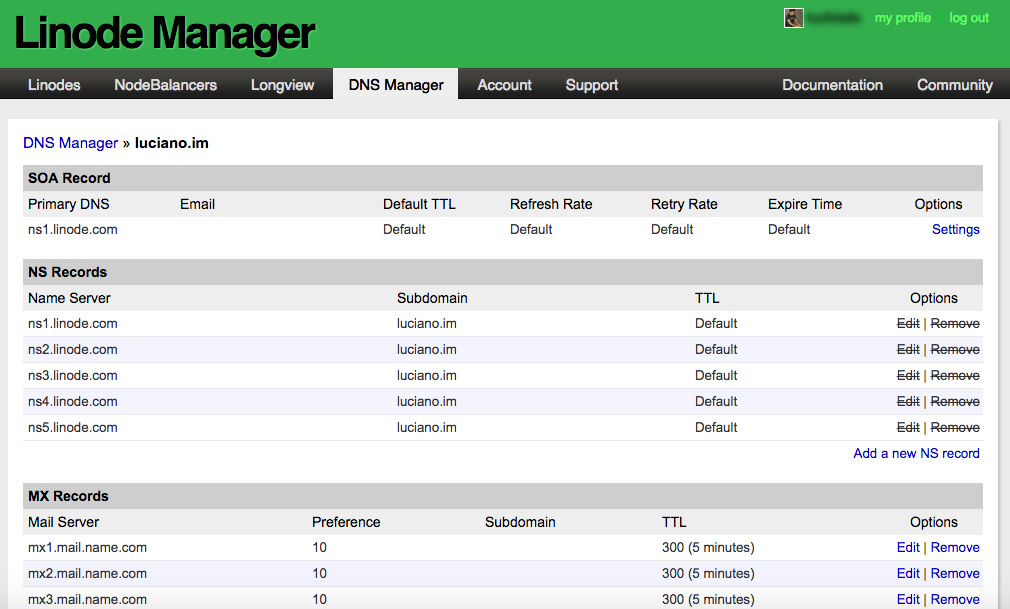 Linode Manager
my profile log out
Linodes NodeBalancers Longview DNS Manager Account Support Documentation Community
DNS Manager » luciano.im
SOA Record
Primary DNS Email Default TTL Refresh Rate Retry Rate Expire Time Options
ns1.linode.com Default Default Default Default Settings
NS Records
Name Server Subdomain TTL Options
ns1.linode.com luciano.im Default Edit | Remove
ns2.linode.com luciano.im Default Edit | Remove
ns3.linode.com luciano.im Default Edit | Remove
ns4.linode.com luciano.im Default Edit | Remove
ns5.linode.com luciano.im Default Edit | Remove
Add a new NS record
MX Records
Mail Server Preference Subdomain TTL Options
mx1.mail.name.com 10 300 (5 minutes) Edit | Remove
mx2.mail.name.com 10 300 (5 minutes) Edit | Remove
mx3.mail.name.com 10 300 (5 minutes) Edit | Remove